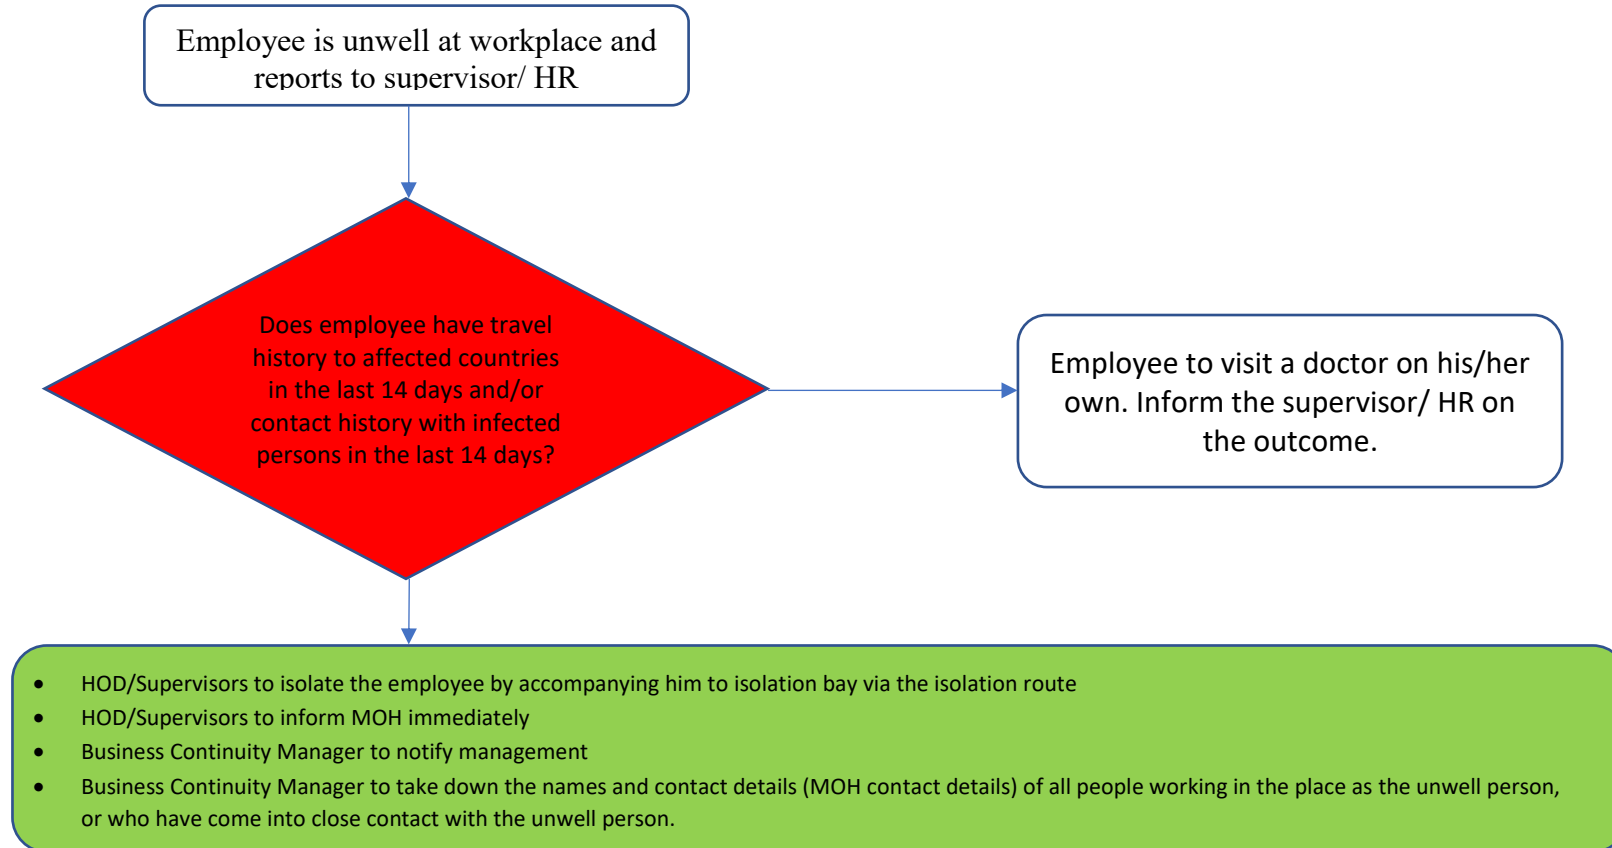 Employee is unwell at workplace and
reports to supervisor/ HR
Does employee have travel
history to affected countries
in the last 14 days and/or
contact history with infected
persons in the last 14 days?
Employee to visit a doctor on his/her
own. Inform the supervisor/ HR on
the outcome.
• HOD/Supervisors to isolate the employee by accompanying him to isolation bay via the isolation route
• HOD/Supervisors to inform MOH immediately
• Business Continuity Manager to notify management
• Business Continuity Manager to take down the names and contact details (MOH contact details) of all people working in the place as the unwell person,
or who have come into close contact with the unwell person.